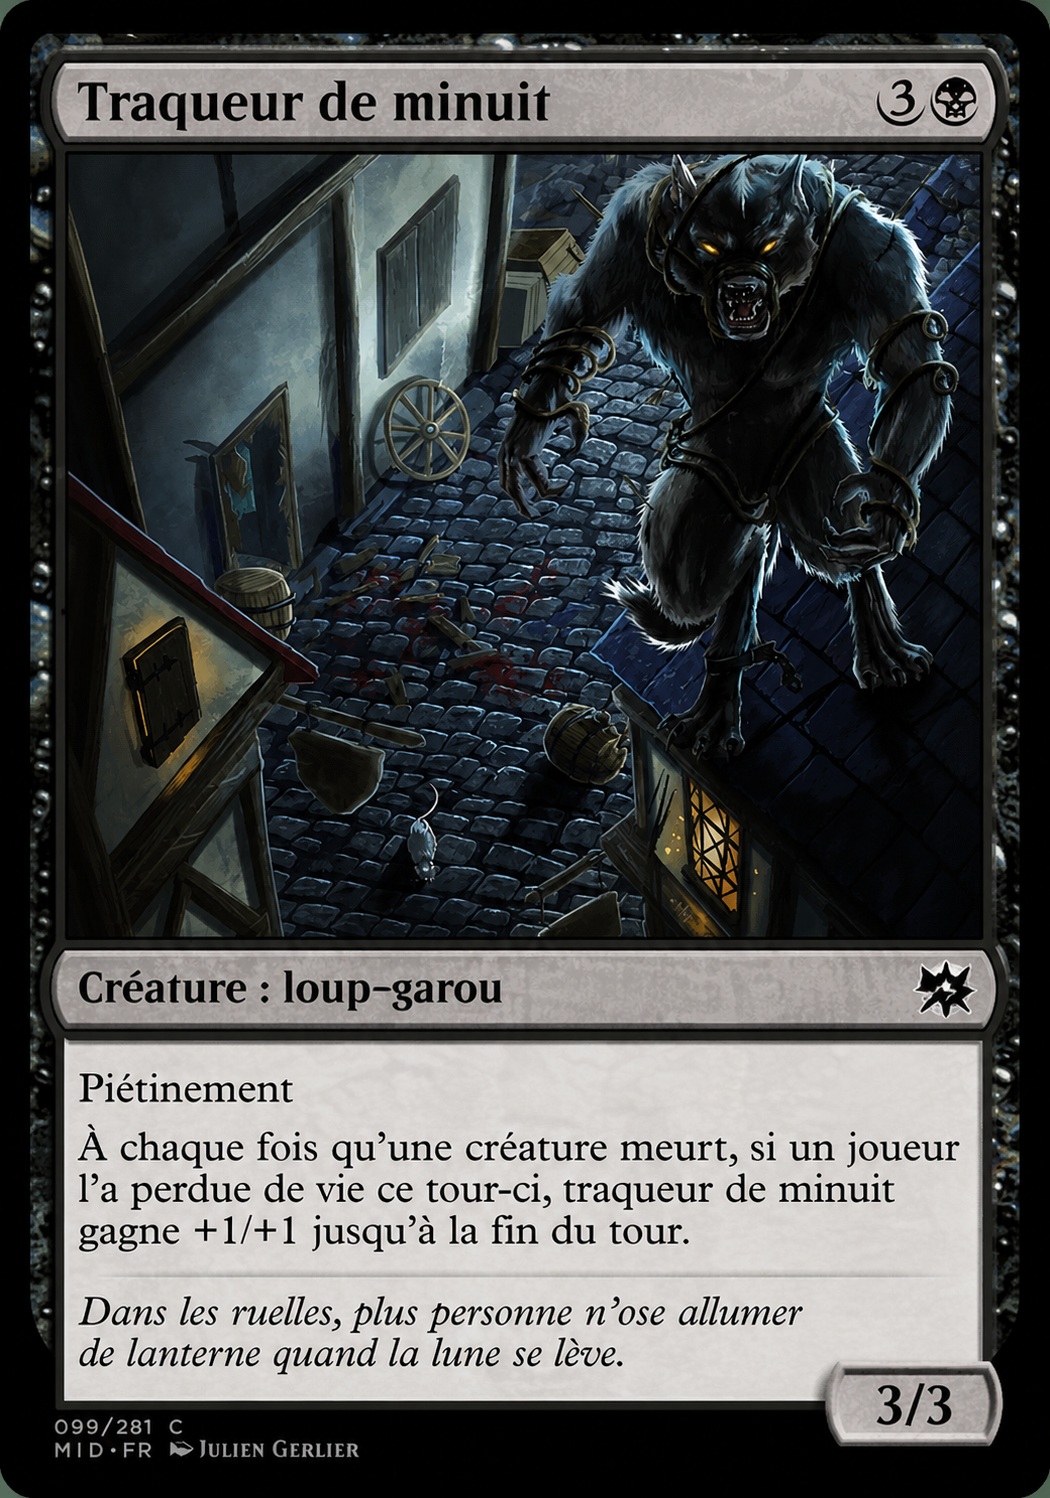 Traqueur de minuit 3
Créature : loup-garou
Piétinement
À chaque fois qu'une créature meurt, si un joueur
l'a perdue de vie ce tour-ci, traqueur de minuit
gagne +1/+1 jusqu'à la fin du tour.
Dans les ruelles, plus personne n'ose allumer
de lanterne quand la lune se lève.
3/3
099/281 C
MID•FR Julien Gerlier